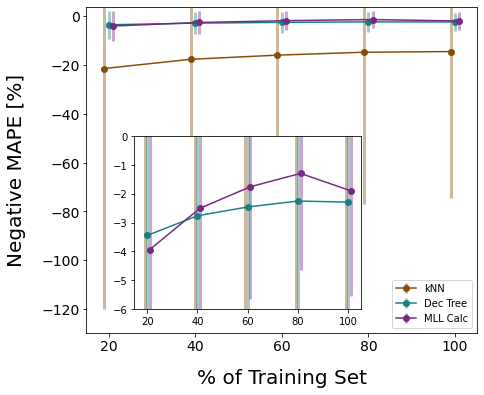 Negative MAPE [%]
0
−20
−40
−60
−80
−100
−120
0
−1
−2
−3
−4
−5
−6
20 40 60 80 100
kNN
Dec Tree
MLL Calc
20 40 60 80 100
% of Training Set